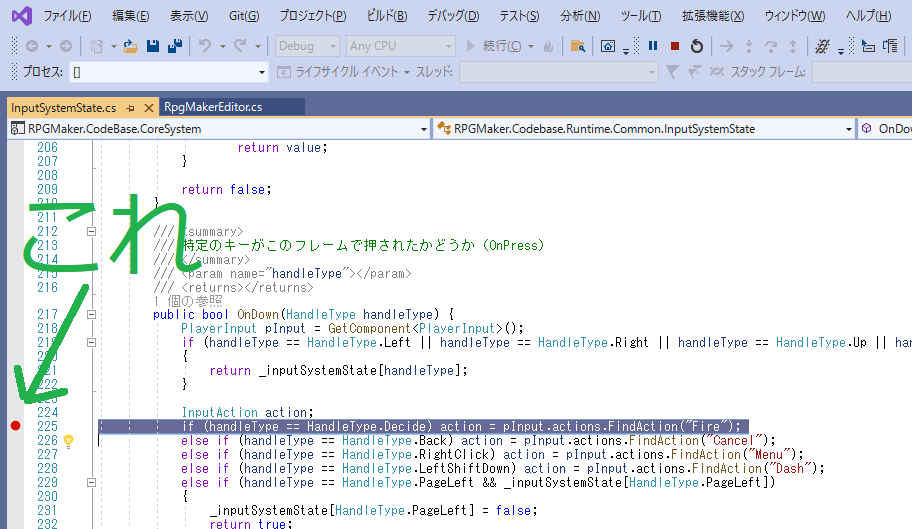 ファイル(F) 編集(E) 表示(V) Git(G) プロジェクト(P) ビルド(B) デバッグ(D) テスト(S) 分析(N) ツール(T) 拡張機能(X) ウィンドウ(W) ヘルプ(H)
Debug Any CPU 続行(C)
プロセス: [] ライフサイクル イベント スレッド: スタック フレーム:
InputSystemState.cs RpgMakerEditor.cs
RPGMaker.CodeBase.CoreSystem RPGMaker.Codebase.Runtime.Common.InputSystemState OnDow
206 return value;
207 }
208
209 return false;
210 }
211
これ
212 /// <summary>
213 /// 特定のキーがこのフレームで押されたかどうか (OnPress)
214 /// </summary>
215 /// <param name="handleType"></param>
216 /// <returns></returns>
1 個の参照
217 public bool OnDown(HandleType handleType) {
218 PlayerInput pInput = GetComponent<PlayerInput>();
219 if (handleType == HandleType.Left || handleType == HandleType.Right || handleType == HandleType.Up || han
220 {
221 return _inputSystemState[handleType];
222 }
223
224 InputAction action;
225 if (handleType == HandleType.Decide) action = pInput.actions.FindAction("Fire");
226 else if (handleType == HandleType.Back) action = pInput.actions.FindAction("Cancel");
227 else if (handleType == HandleType.RightClick) action = pInput.actions.FindAction("Menu");
228 else if (handleType == HandleType.LeftShiftDown) action = pInput.actions.FindAction("Dash");
229 else if (handleType == HandleType.PageLeft && _inputSystemState[HandleType.PageLeft])
230 {
231 _inputSystemState[HandleType.PageLeft] = false;
232 return true;